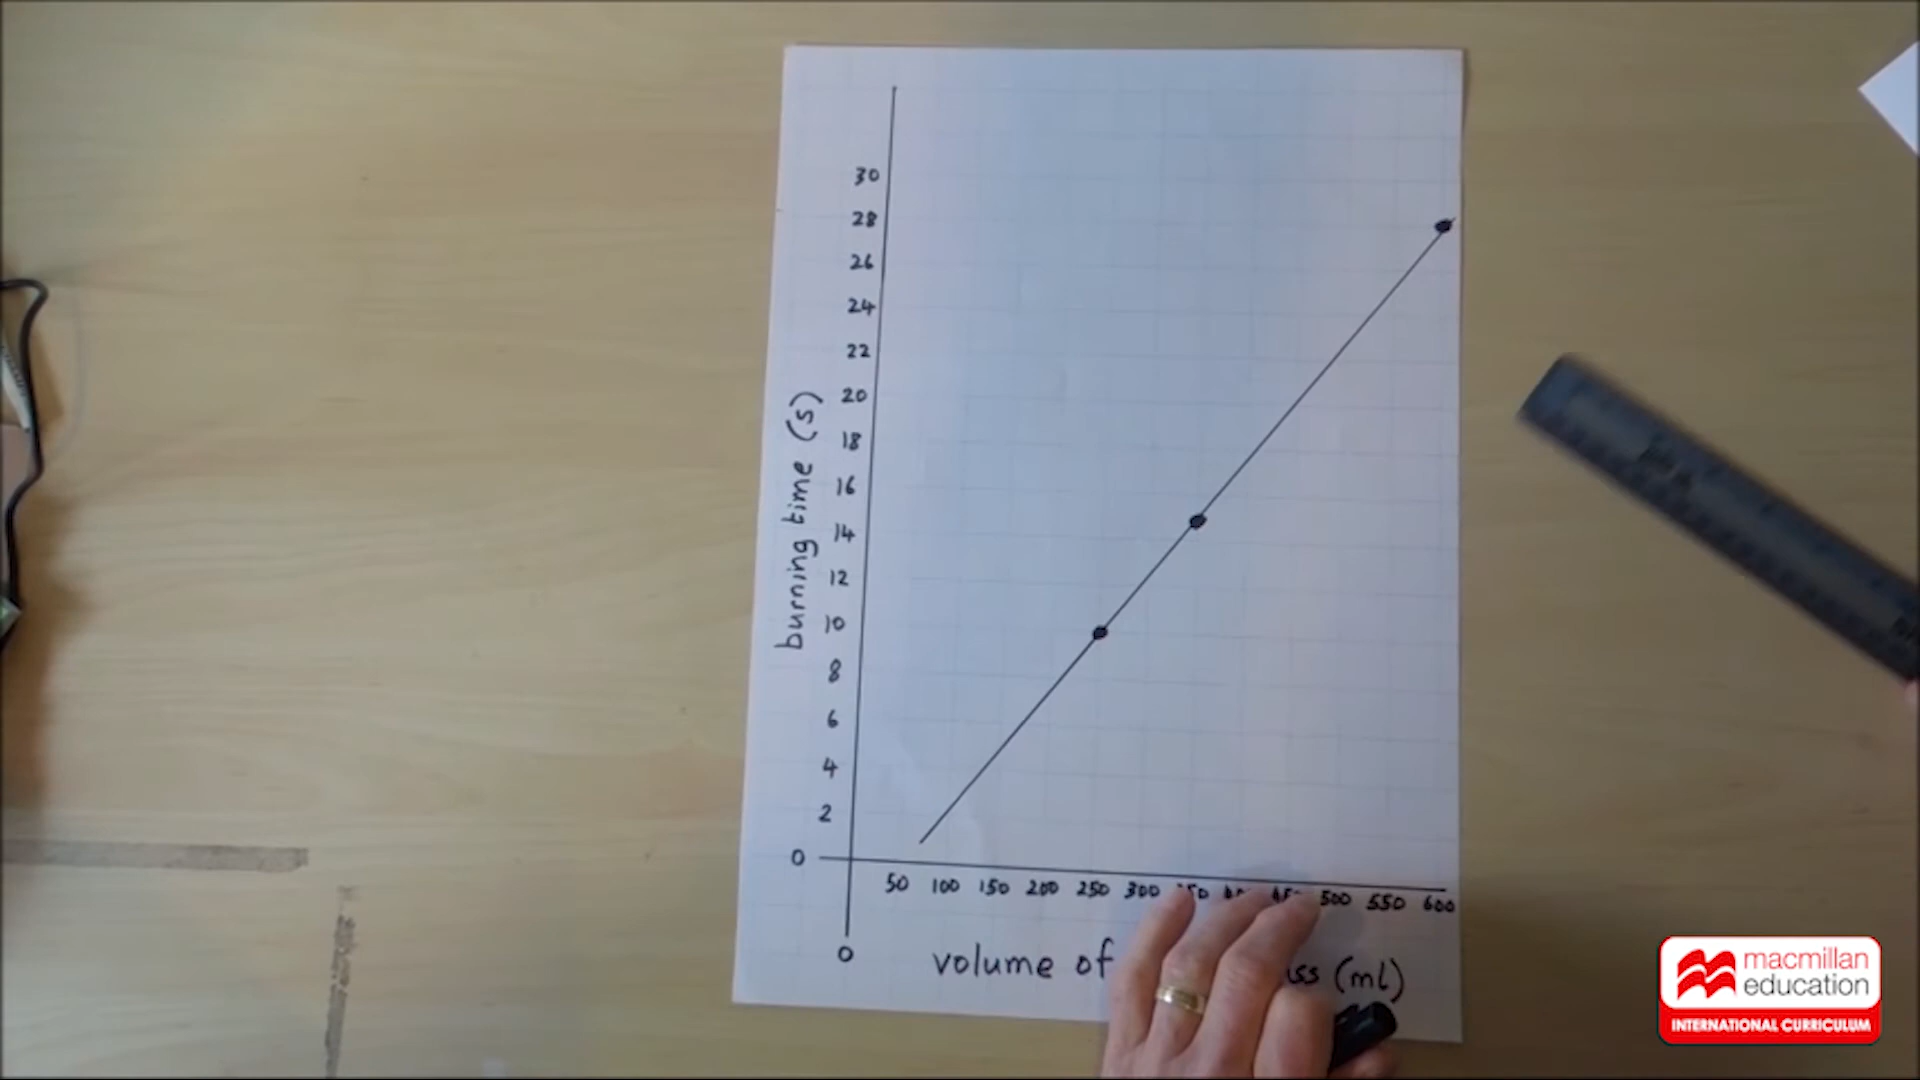 30
28
26
24
22
20
18
16
14
12
10
8
6
4
2
0
burning time (s)
50 100 150 200 250 300 500 550 600
0
volume of (ml)
macmillan
education
INTERNATIONAL CURRICULUM